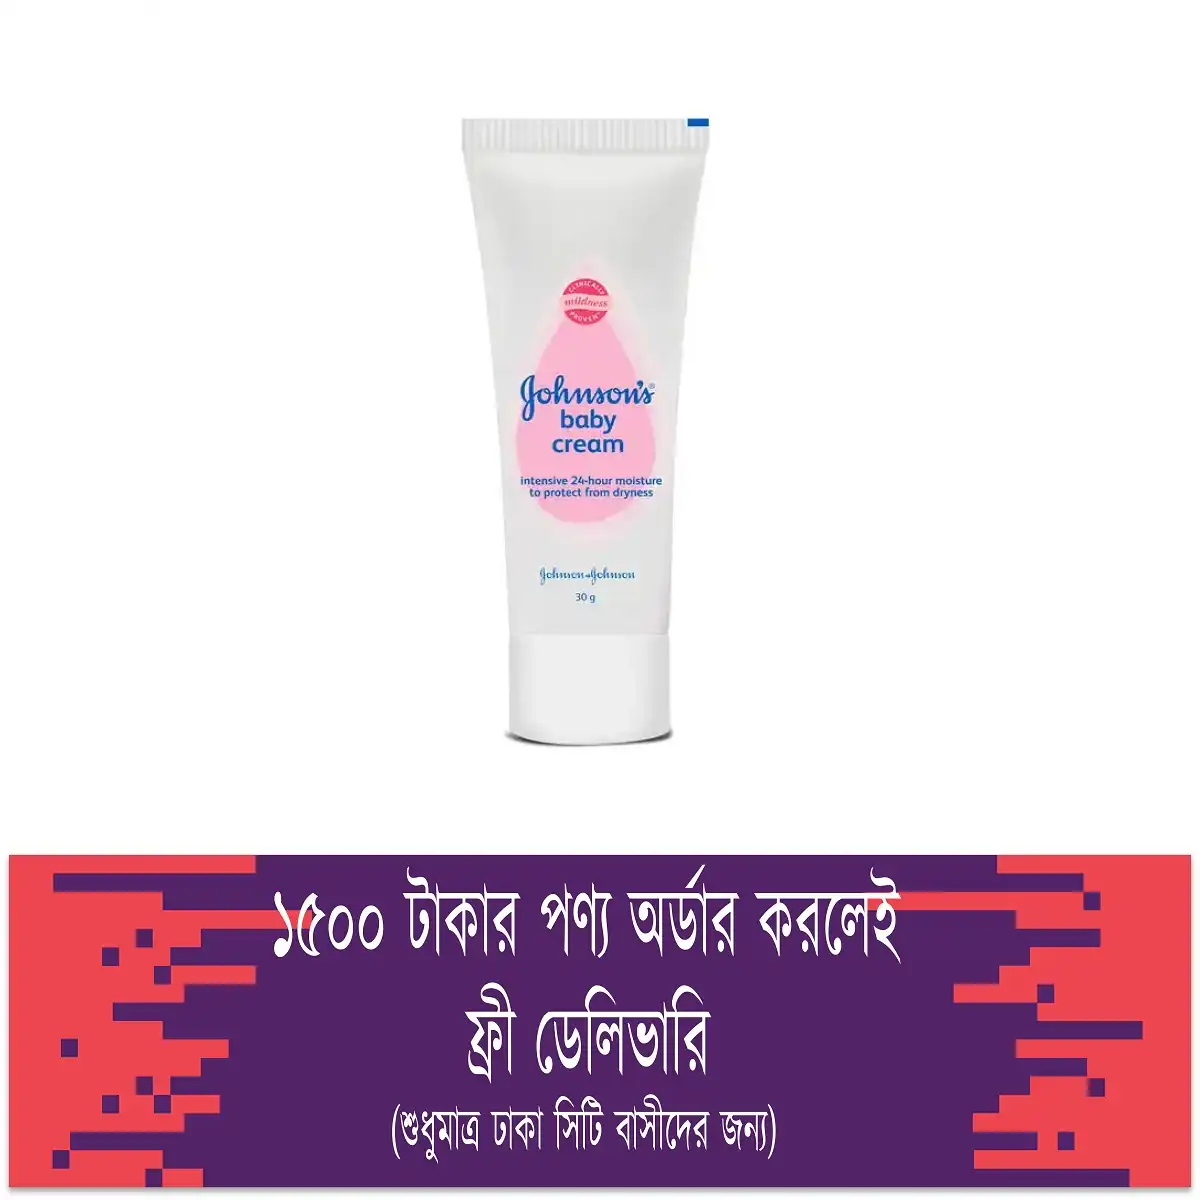 CLINICALLY
mildness
PROVEN
Johnson's®
baby
cream
intensive 24-hour moisture
to protect from dryness
Johnson & Johnson
30 g
১৫০০ টাকার পণ্য অর্ডার করলেই
ফ্রী ডেলিভারি
(শুধুমাত্র ঢাকা সিটি বাসীদের জন্য)